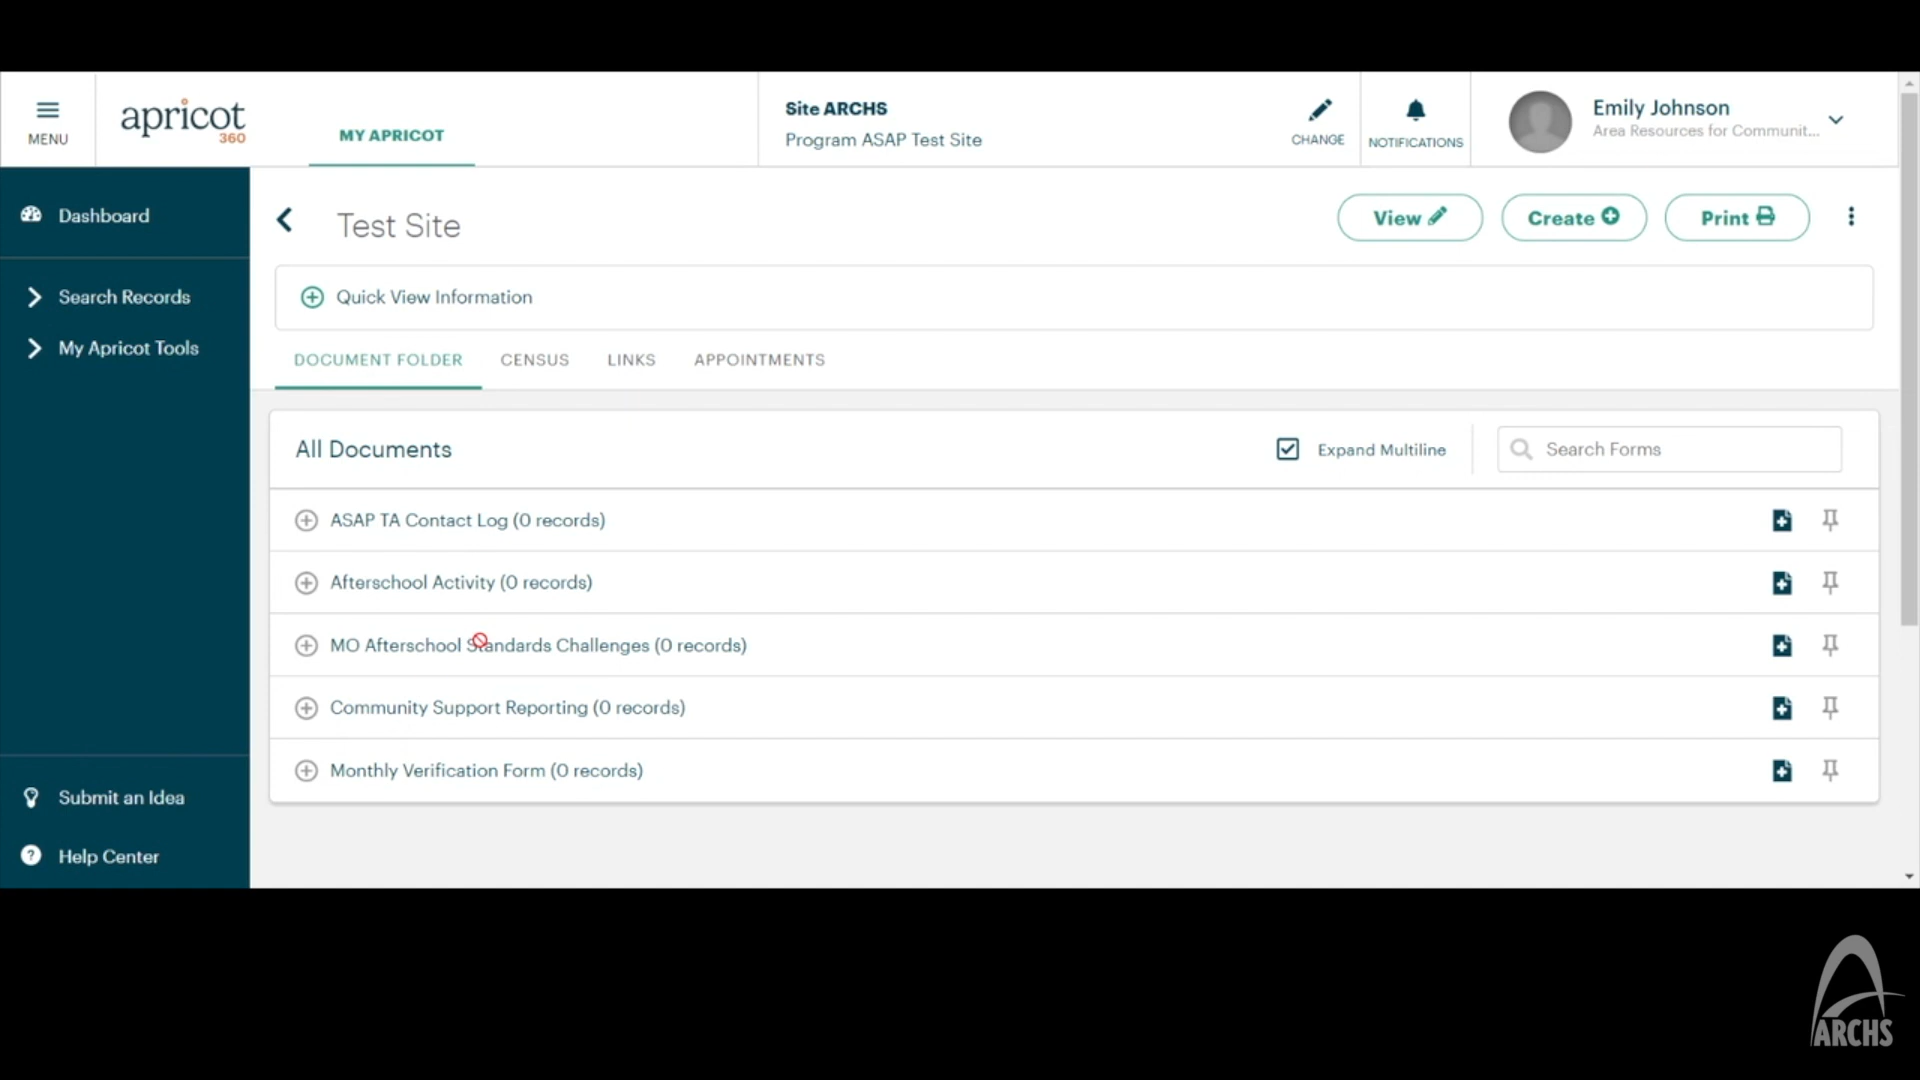 MENU
apricot
360
MY APRICOT
Site ARCHS
Program ASAP Test Site
CHANGE
NOTIFICATIONS
Emily Johnson
Area Resources for Communit...
Dashboard
Search Records
My Apricot Tools
Submit an Idea
Help Center
Test Site
View
Create
Print
Quick View Information
DOCUMENT FOLDER CENSUS LINKS APPOINTMENTS
All Documents
Expand Multiline
Search Forms
ASAP TA Contact Log (0 records)
Afterschool Activity (0 records)
MO Afterschool Standards Challenges (0 records)
Community Support Reporting (0 records)
Monthly Verification Form (0 records)
ARCHS